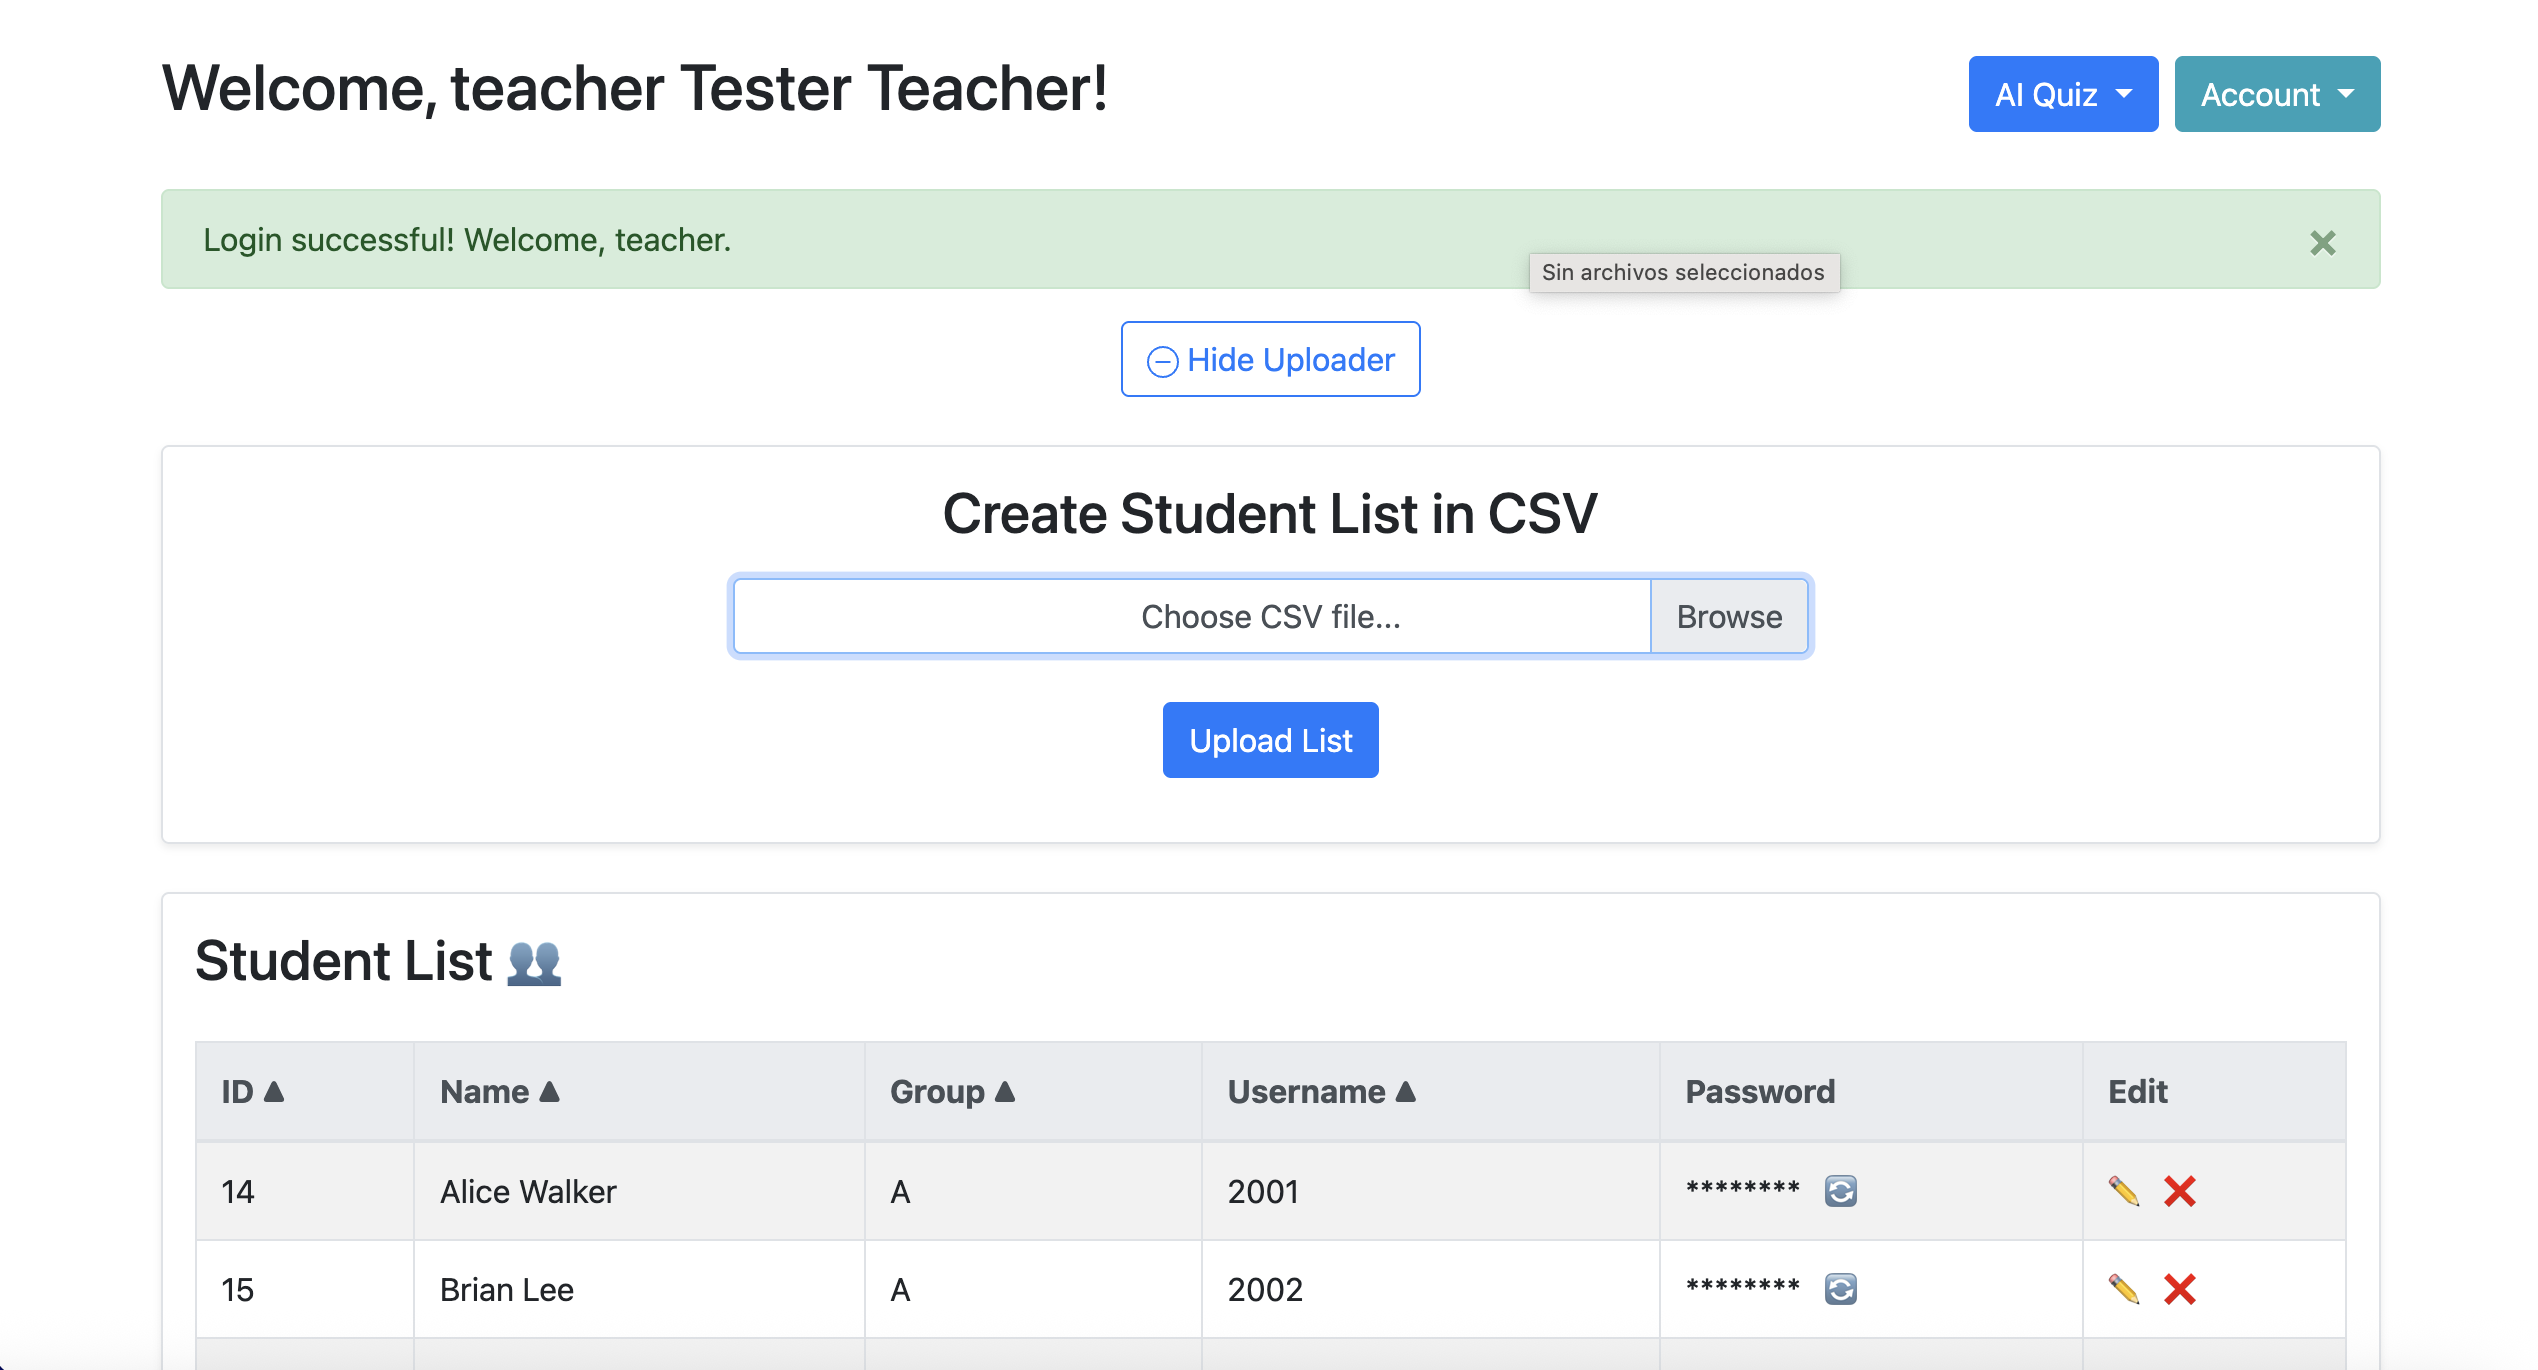 Welcome, teacher Tester Teacher!
AI Quiz
Account
Login successful! Welcome, teacher.
Sin archivos seleccionados
Hide Uploader
Create Student List in CSV
Choose CSV file...
Browse
Upload List
Student List
ID ▲ Name ▲ Group ▲ Username ▲ Password Edit
14 Alice Walker A 2001 ********
15 Brian Lee A 2002 ********